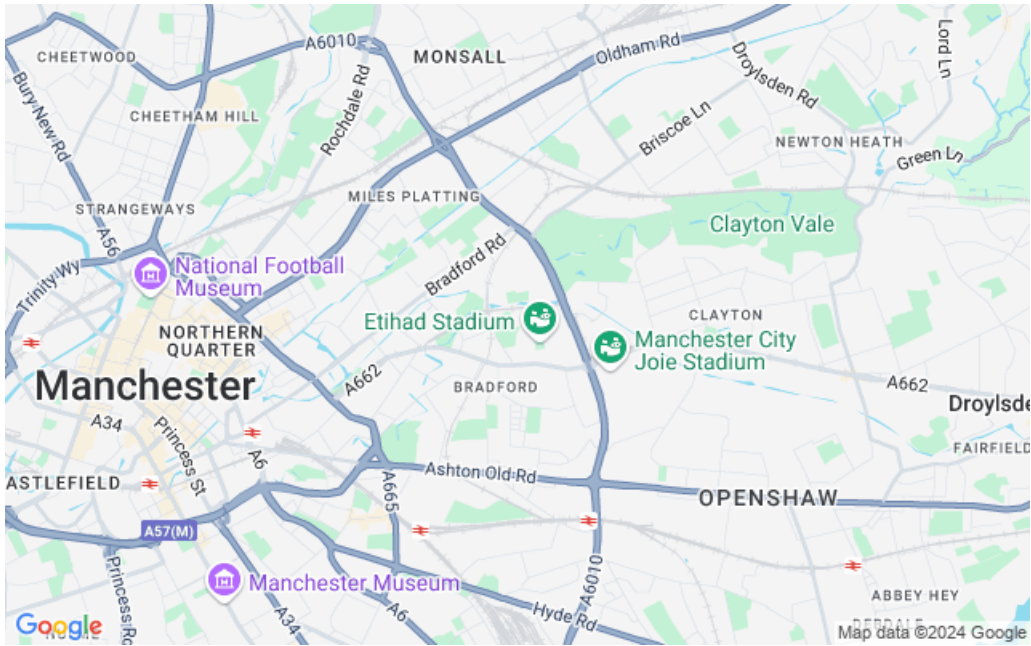 CHEETWOOD
A6010
MONSALL
Oldham Rd
Droylsden Rd
Lord Ln
Bury New Rd
CHEETHAM HILL
Rochdale Rd
Briscoe Ln
NEWTON HEATH
Green Ln
MILES PLATTING
STRANGEWAYS
A56
Clayton Vale
Trinity Wy
National Football
Museum
Bradford Rd
Etihad Stadium
CLAYTON
NORTHERN
QUARTER
Manchester City
Joie Stadium
A662
A662
Manchester
BRADFORD
Droylsde
A34
Princess St
A6
FAIRFIELD
ASTLEFIELD
A665
Ashton Old Rd
OPENSHAW
A57(M)
Princess Rd
Manchester Museum
A34
A6
Hyde Rd
A6010
ABBEY HEY
Google
Map data ©2024 Google